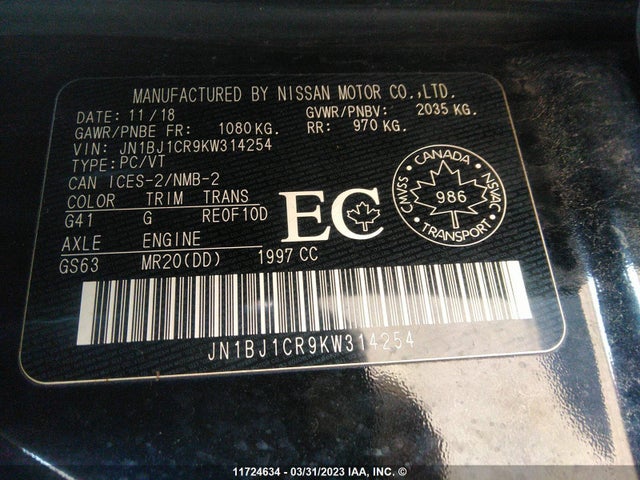 MANUFACTURED BY NISSAN MOTOR CO.,LTD.
DATE: 11/18 GVWR/PNBV: 2035 KG.
GAWR/PNBE FR: 1080 KG. RR: 970 KG.
VIN: JN1BJ1CR9KW314254
TYPE: PC/VT
CAN ICES-2/NMB-2
COLOR TRIM TRANS
G41 G RE0F10D
AXLE ENGINE
GS63 MR20(DD) 1997 CC
EC
CANADA
CMVSS 986 NSVAC
TRANSPORT
JN1BJ1CR9KW314254
11724634 - 03/31/2023 IAA, INC. ©